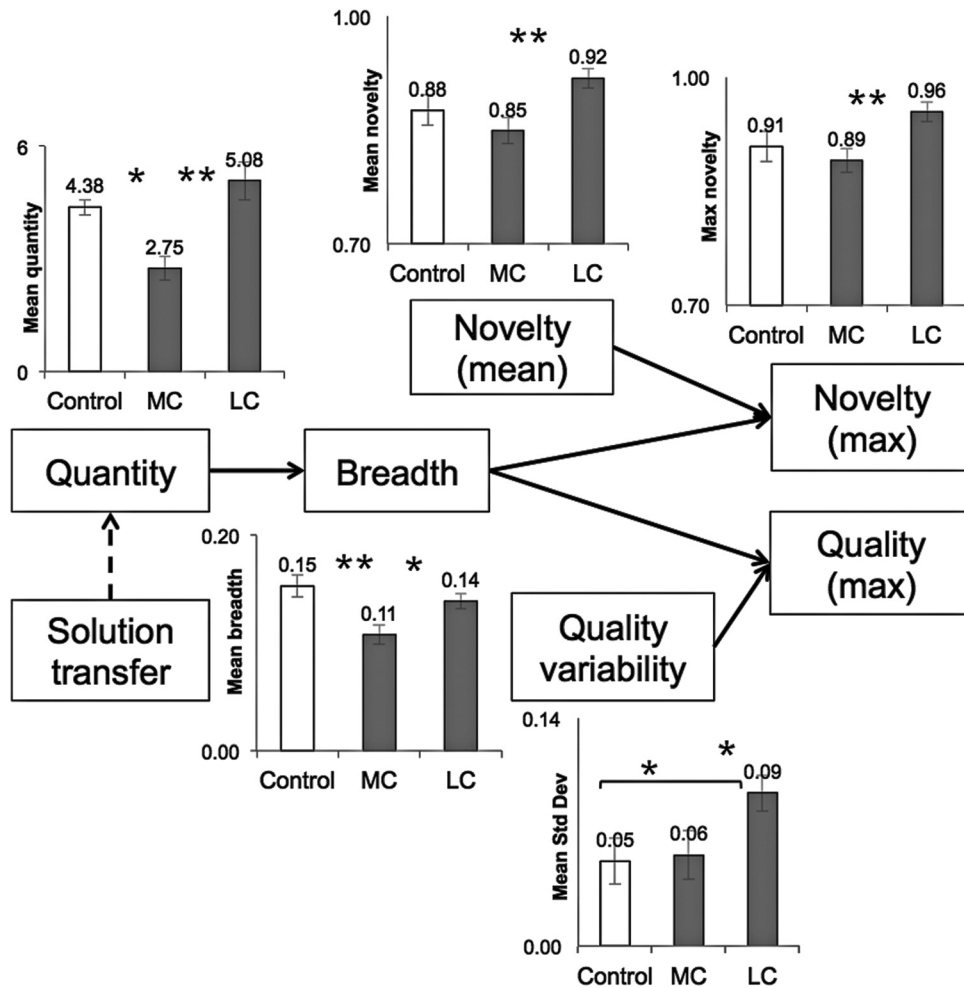 1.00
**
0.92
0.88
0.85
Mean novelty
0.70
Control MC LC
1.00
**
0.96
0.91
0.89
Max novelty
0.70
Control MC LC
6
* **
5.08
4.38
2.75
Mean quantity
0
Control MC LC
Novelty
(mean)
Novelty
(max)
Quantity
Breadth
Quality
(max)
Solution
transfer
Quality
variability
0.20
** *
0.15
0.14
0.11
Mean breadth
0.00
Control MC LC
0.14
*
*
0.09
0.05
0.06
Mean Std Dev
0.00
Control MC LC